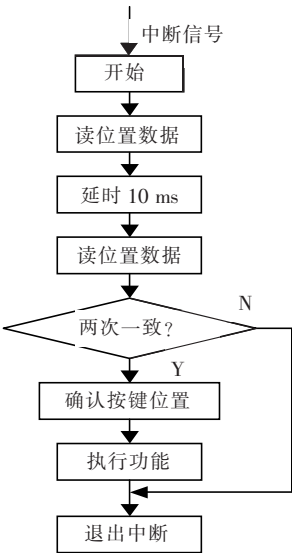 中断信号
开始
读位置数据
延时 10 ms
读位置数据
两次一致?
N
Y
确认按键位置
执行功能
退出中断